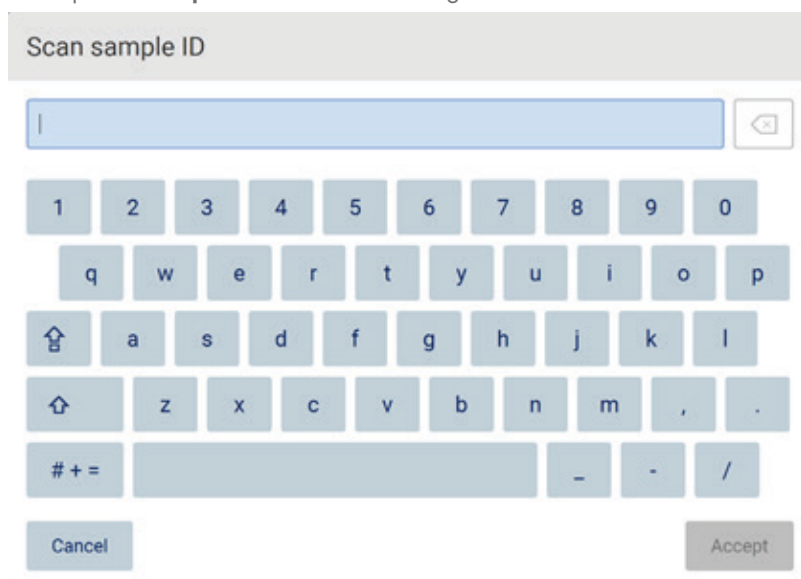 Scan sample ID
1 2 3 4 5 6 7 8 9 0
q w e r t y u i o p
a s d f g h j k l
z x c v b n m , .
# + =  _ - /
Cancel Accept